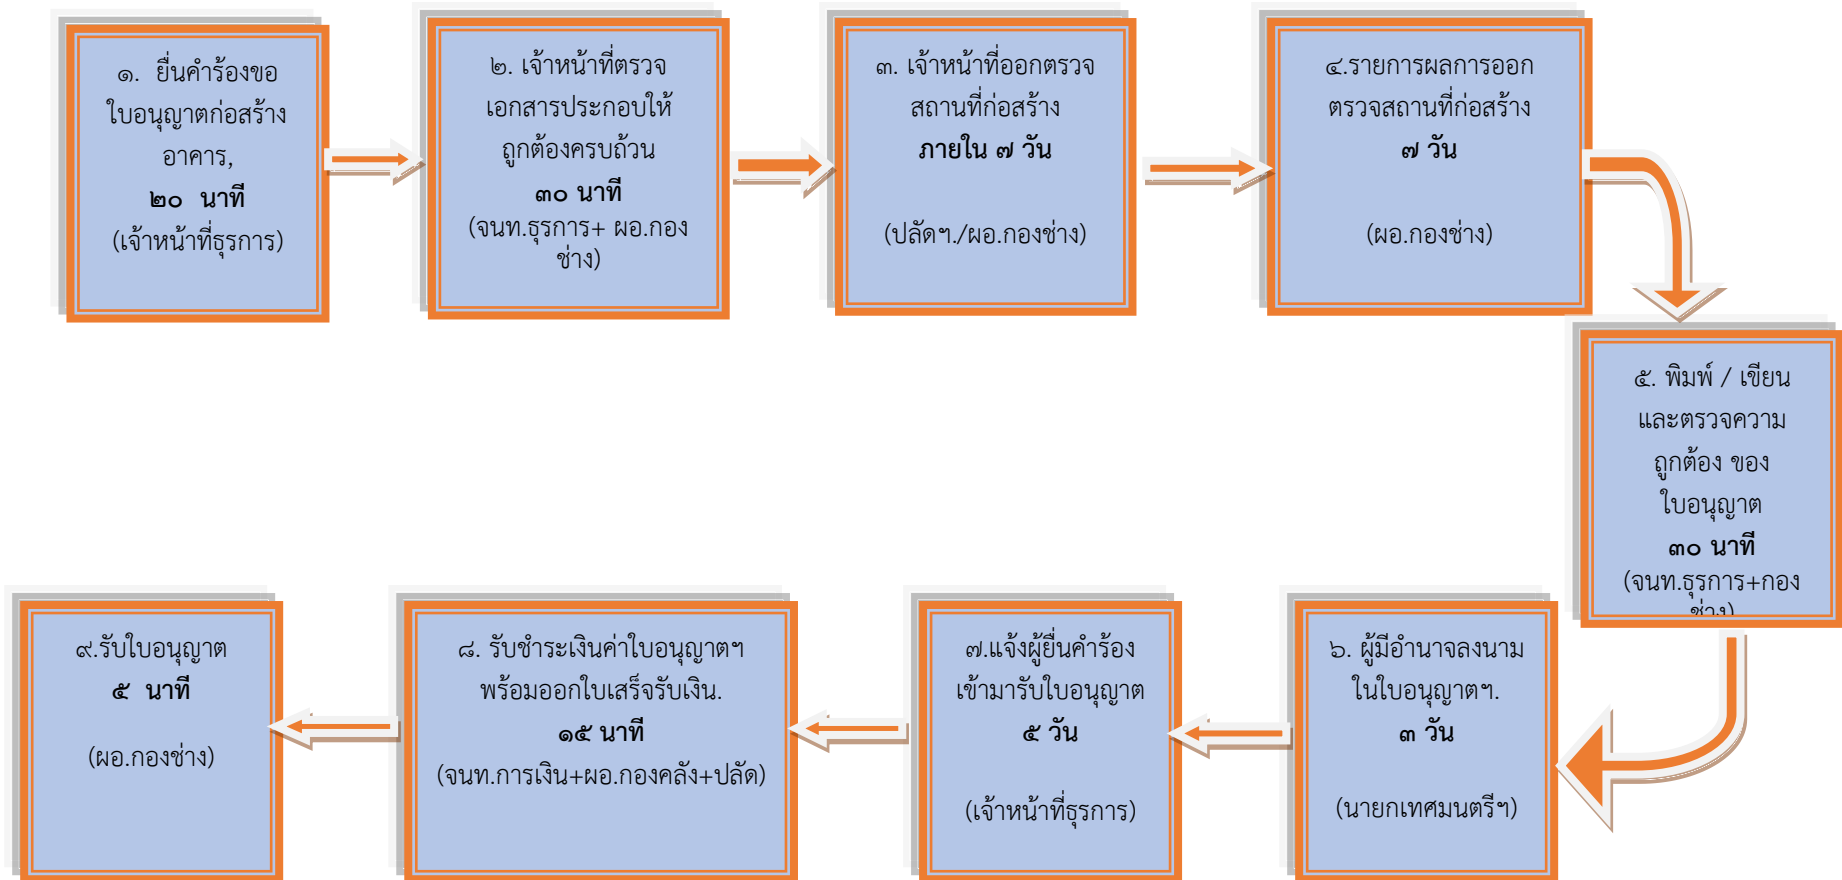 ๑.  ยื่นคำร้องขอ
ใบอนุญาตก่อสร้าง
อาคาร,
๒๐  นาที
(เจ้าหน้าที่ธุรการ)
๒. เจ้าหน้าที่ตรวจ
เอกสารประกอบให้
ถูกต้องครบถ้วน
๓๐ นาที
(จนท.ธุรการ+ ผอ.กอง
ช่าง)
๓. เจ้าหน้าที่ออกตรวจ
สถานที่ก่อสร้าง
ภายใน ๗ วัน
(ปลัดฯ./ผอ.กองช่าง)
๔.รายการผลการออก
ตรวจสถานที่ก่อสร้าง
๗ วัน
(ผอ.กองช่าง)
๕. พิมพ์ / เขียน
และตรวจความ
ถูกต้อง ของ
ใบอนุญาต
๓๐ นาที
(จนท.ธุรการ+กอง
ช่าง)
๖. ผู้มีอำนาจลงนาม
ในใบอนุญาตฯ.
๓ วัน
(นายกเทศมนตรีฯ)
๗.แจ้งผู้ยื่นคำร้อง
เข้ามารับใบอนุญาต
๕ วัน
(เจ้าหน้าที่ธุรการ)
๘. รับชำระเงินค่าใบอนุญาตฯ
พร้อมออกใบเสร็จรับเงิน.
๑๕ นาที
(จนท.การเงิน+ผอ.กองคลัง+ปลัด)
๙.รับใบอนุญาต
๕  นาที
(ผอ.กองช่าง)